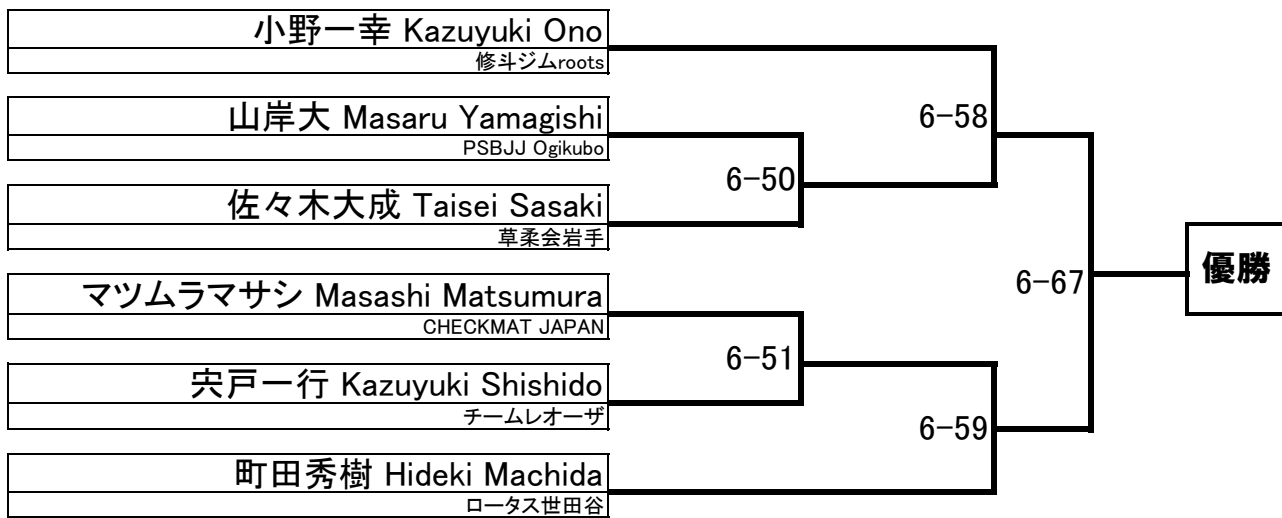 小野一幸 Kazuyuki Ono
修斗ジムroots
山岸大 Masaru Yamagishi
PSBJJ Ogikubo
佐々木大成 Taisei Sasaki
草柔会岩手
マツムラマサシ Masashi Matsumura
CHECKMAT JAPAN
宍戸一行 Kazuyuki Shishido
チームレオーザ
町田秀樹 Hideki Machida
ロータス世田谷
6-50
6-51
6-58
6-59
6-67
優勝